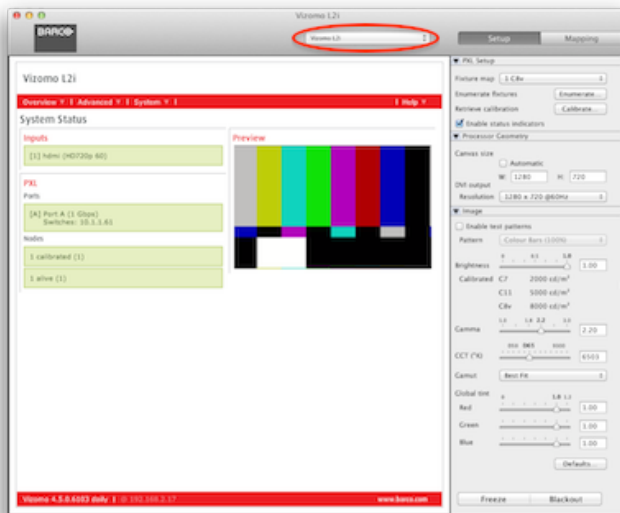 Vizomo L2i
BARCO
Vizomo L2i
Setup
Mapping
Vizomo L2i
Overview
Advanced
System
Help
System Status
Inputs
[1] hdmi (HD720p 60)
PXL
Ports
[A] Port A (1 Gbps)
Switches: 10.1.1.61
Nodes
1 calibrated (1)
1 alive (1)
Preview
Vizomo 4.5.0.6103 daily | @ 192.168.2.17
www.barco.com
PXL Setup
Fixture map 1 C8v
Enumerate fixtures Enumerate...
Retrieve calibration Calibrate...
Enable status indicators
Processor Geometry
Canvas size
Automatic
W: 1280 H: 720
DVI output
Resolution 1280 x 720 @60Hz
Image
Enable test patterns
Pattern Colour Bars (100%)
Brightness 1.00
Calibrated C7 2000 cd/m²
C11 5000 cd/m²
C8v 8000 cd/m²
Gamma 2.20
CCT (°K) 6503
Gamut Best Fit
Global tint
Red 1.00
Green 1.00
Blue 1.00
Defaults...
Freeze Blackout